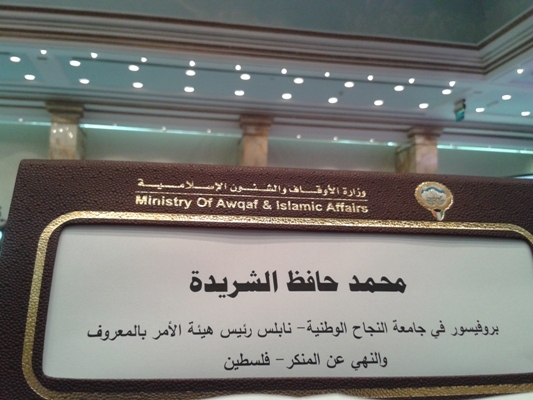 وزارة الأوقاف والشئون الإسلامية
Ministry Of Awqaf & Islamic Affairs
محمد حافظ الشريدة
بروفيسور في جامعة النجاح الوطنية- نابلس رئيس هيئة الأمر بالمعروف
والنهي عن المنكر- فلسطين